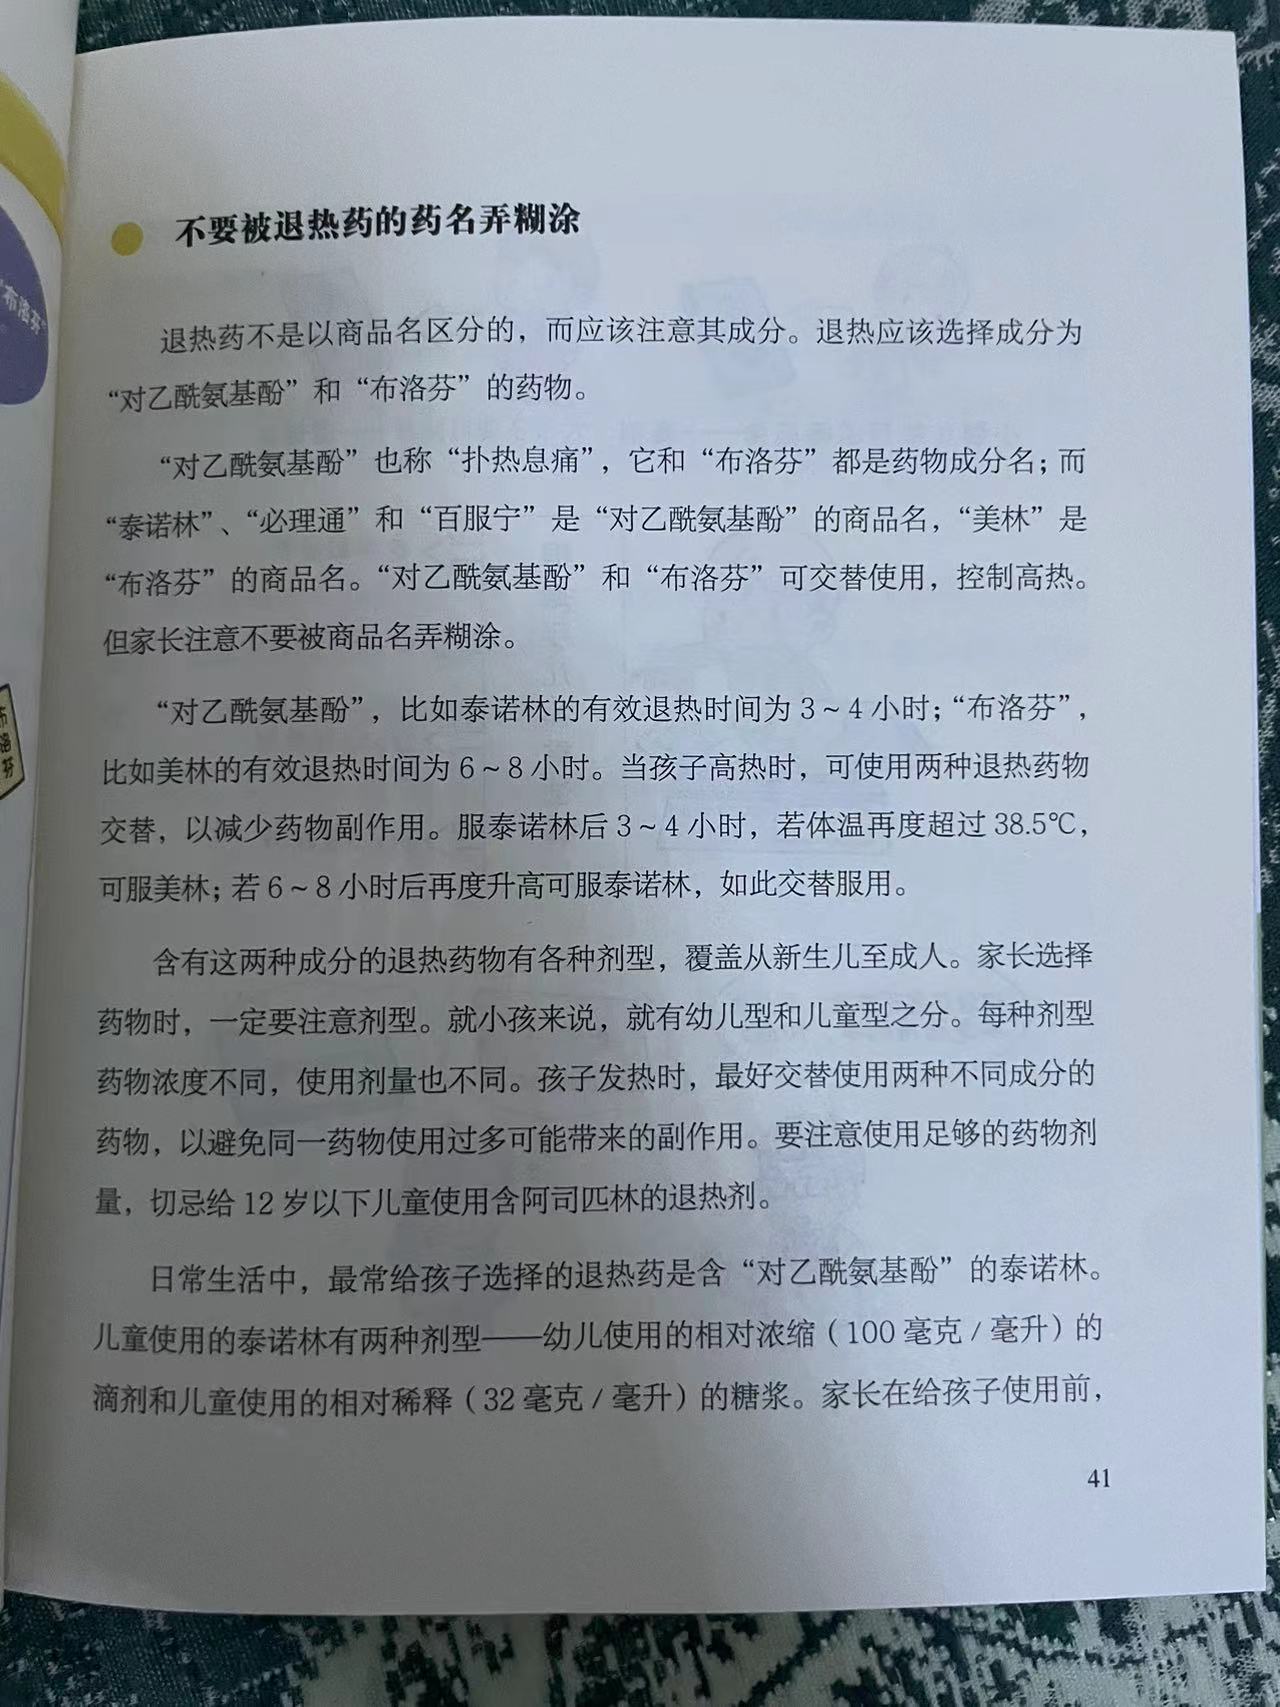 不要被退热药的药名弄糊涂
退热药不是以商品名区分的，而应该注意其成分。退热应该选择成分为
“对乙酰氨基酚”和“布洛芬”的药物。
“对乙酰氨基酚”也称“扑热息痛”，它和“布洛芬”都是药物成分名；而
“泰诺林”、“必理通”和“百服宁”是“对乙酰氨基酚”的商品名，“美林”是
“布洛芬”的商品名。“对乙酰氨基酚”和“布洛芬”可交替使用，控制高热。
但家长注意不要被商品名弄糊涂。
“对乙酰氨基酚”，比如泰诺林的有效退热时间为3～4小时；“布洛芬”，
比如美林的有效退热时间为6～8小时。当孩子高热时，可使用两种退热药物
交替，以减少药物副作用。服泰诺林后3～4小时，若体温再度超过38.5℃，
可服美林；若6～8小时后再度升高可服泰诺林，如此交替服用。
含有这两种成分的退热药物有各种剂型，覆盖从新生儿至成人。家长选择
药物时，一定要注意剂型。就小孩来说，就有幼儿型和儿童型之分。每种剂型
药物浓度不同，使用剂量也不同。孩子发热时，最好交替使用两种不同成分的
药物，以避免同一药物使用过多可能带来的副作用。要注意使用足够的药物剂
量，切忌给12岁以下儿童使用含阿司匹林的退热剂。
日常生活中，最常给孩子选择的退热药是含“对乙酰氨基酚”的泰诺林。
儿童使用的泰诺林有两种剂型——幼儿使用的相对浓缩（100毫克/毫升）的
滴剂和儿童使用的相对稀释（32毫克/毫升）的糖浆。家长在给孩子使用前，
41
“布洛芬”
布洛芬